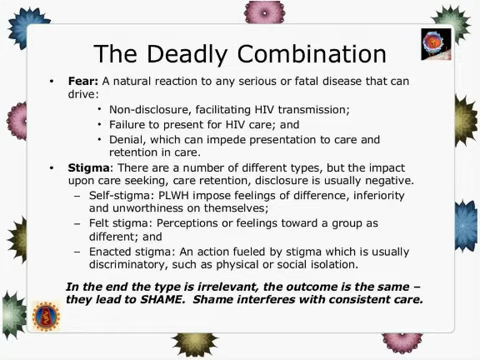 The Deadly Combination
• Fear: A natural reaction to any serious or fatal disease that can
drive:
• Non-disclosure, facilitating HIV transmission;
• Failure to present for HIV care; and
• Denial, which can impede presentation to care and
retention in care.
• Stigma: There are a number of different types, but the impact
upon care seeking, care retention, disclosure is usually negative.
– Self-stigma: PLWH impose feelings of difference, inferiority
and unworthiness on themselves;
– Felt stigma: Perceptions or feelings toward a group as
different; and
– Enacted stigma: An action fueled by stigma which is usually
discriminatory, such as physical or social isolation.
In the end the type is irrelevant, the outcome is the same –
they lead to SHAME. Shame interferes with consistent care.